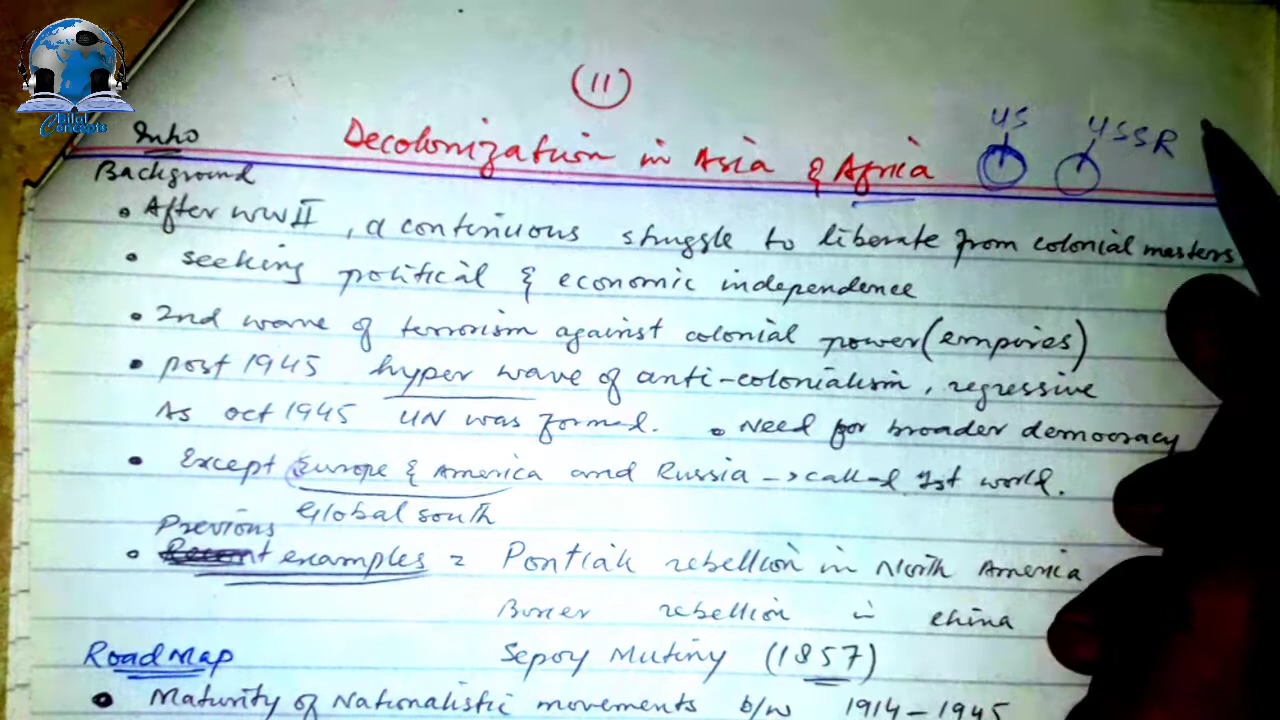 Bilal
Concepts
(11)
Intro
Decolonization in Asia & Africa
US
USSR
Background
• After WWII, a continuous struggle to liberate from colonial masters
• seeking political & economic independence
• 2nd wave of terrorism against colonial power (empires)
• post 1945 hyper wave of anti-colonialism, regressive
As oct 1945 UN was formed. • Need for broader democracy
• Except Europe & America and Russia → called 1st world.
Global south
Previous
• examples = Pontiak rebellion in North America
Boxer rebellion in china
Road Map
Sepoy Mutiny (1857)
• Maturity of Nationalistic movements b/w 1914-1945